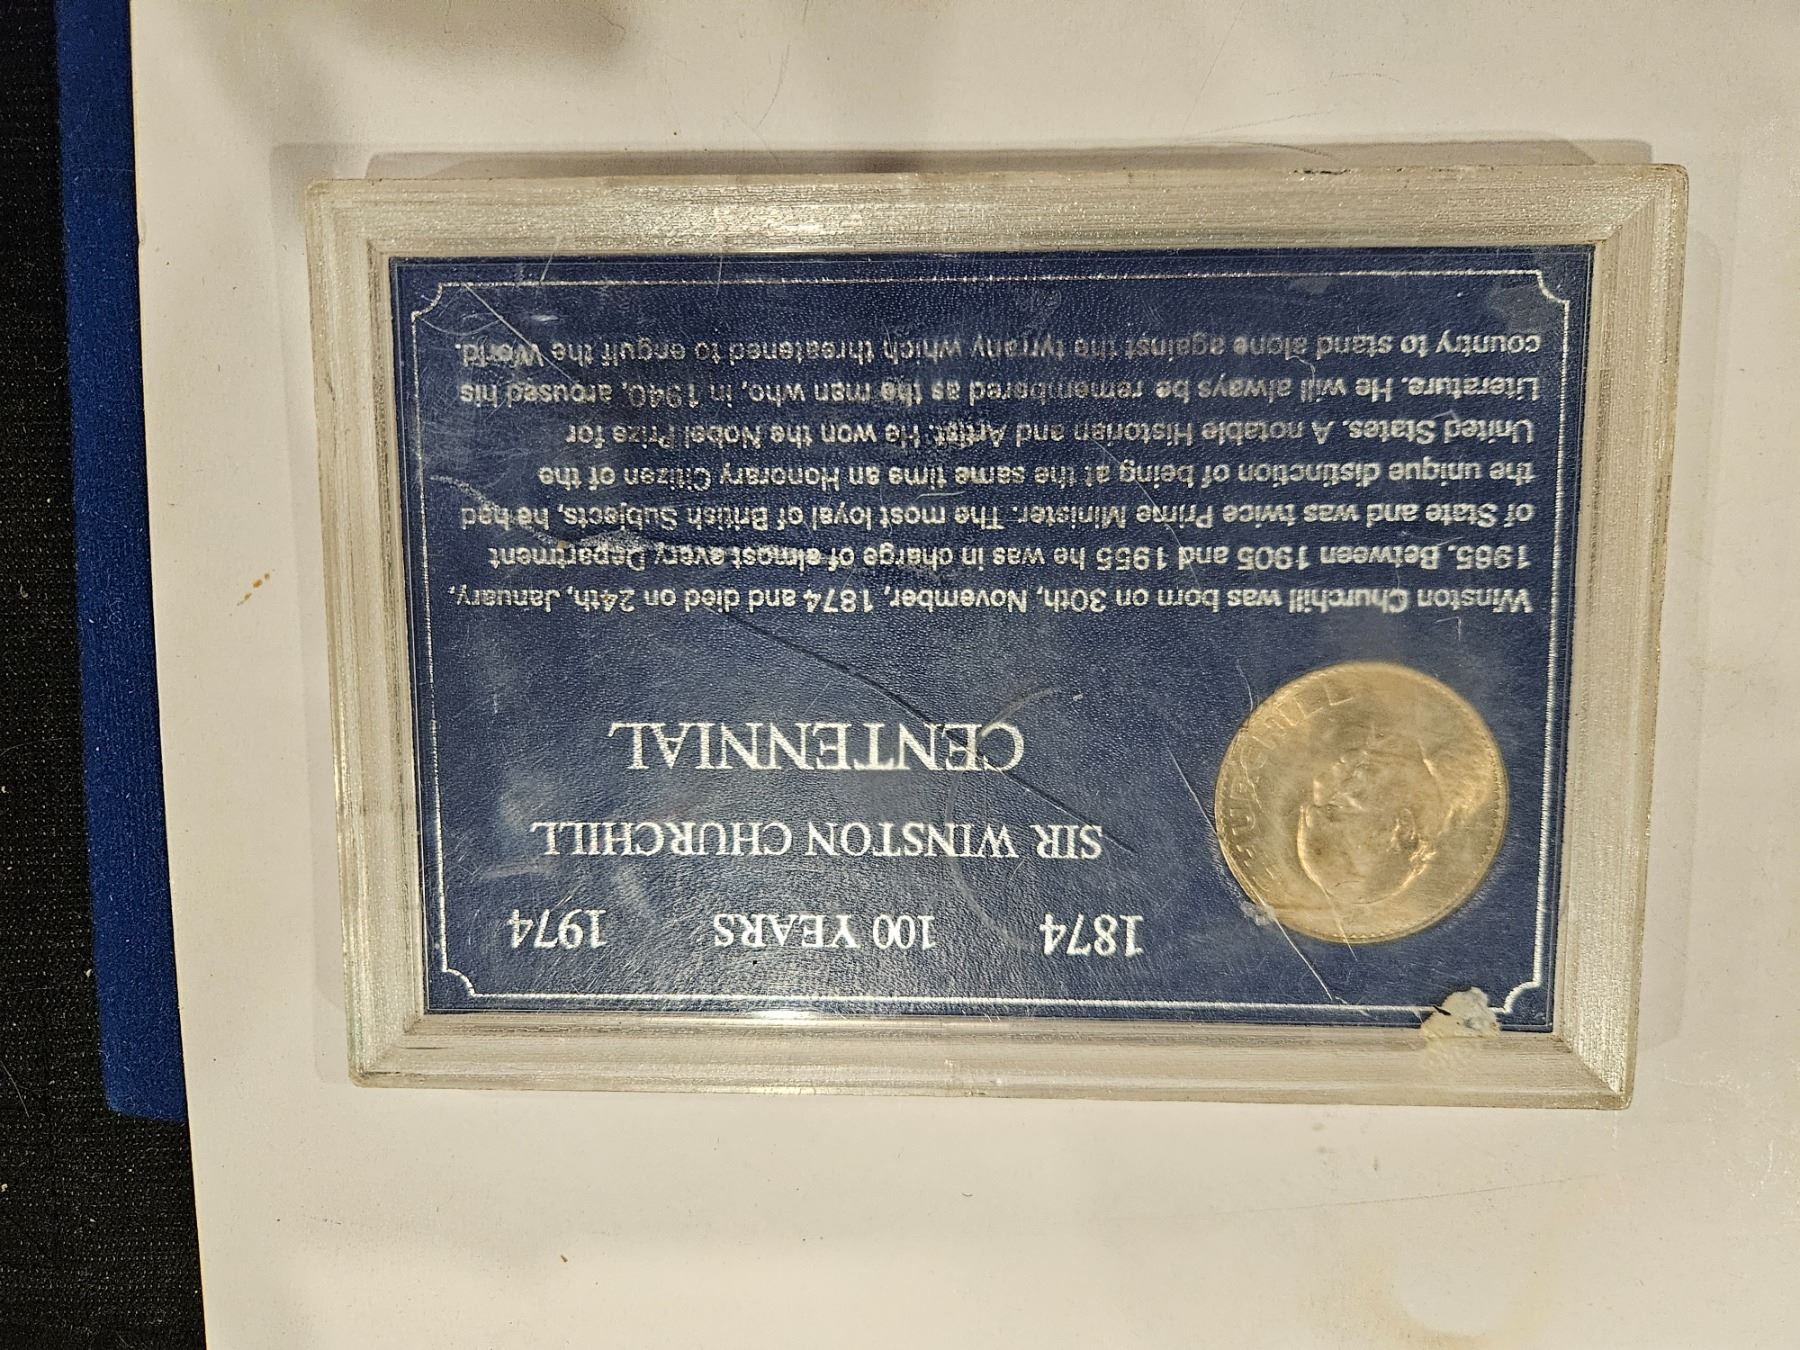 1874 100 YEARS 1974
SIR WINSTON CHURCHILL
CENTENNIAL
CHURCHILL
Winston Churchill was born on 30th, November, 1874 and died on 24th, January,
1965. Between 1905 and 1955 he was in charge of almost every Department
of State and was twice Prime Minister. The most loyal of British Subjects, he had
the unique distinction of being at the same time an Honorary Citizen of the
United States. A notable Historian and Artist. He won the Nobel Prize for
Literature. He will always be remembered as the man who, in 1940, aroused his
country to stand alone against the tyranny which threatened to engulf the World.